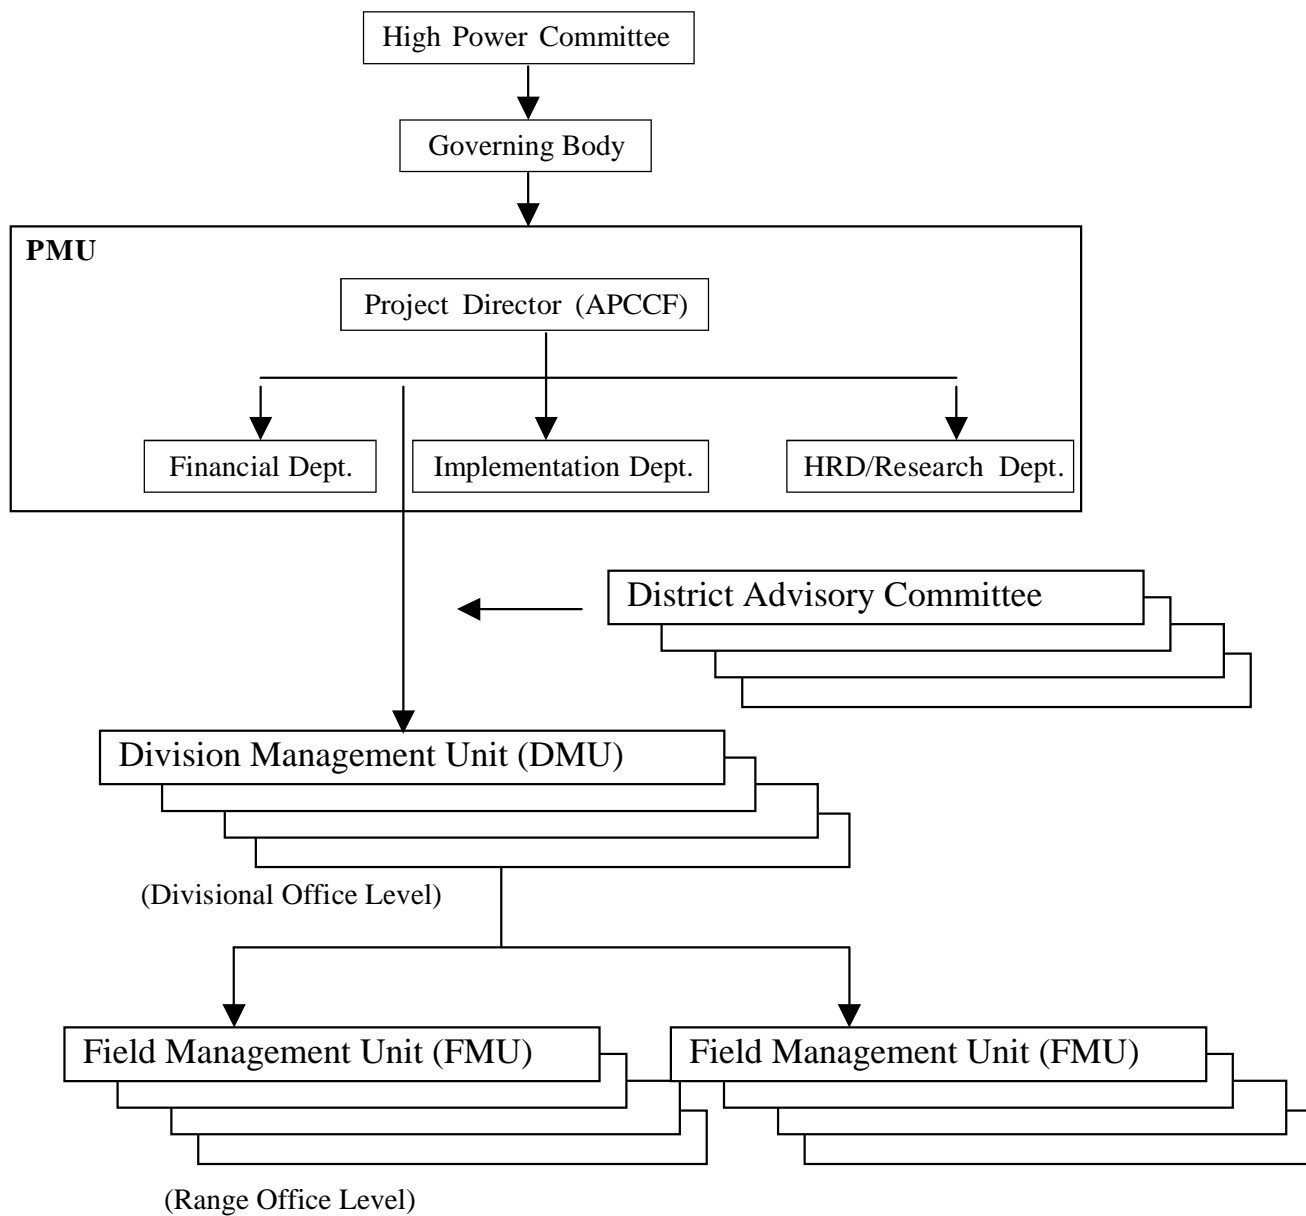 High Power Committee
Governing Body
PMU
Project Director (APCCF)
Financial Dept.
Implementation Dept.
HRD/Research Dept.
District Advisory Committee
Division Management Unit (DMU)
(Divisional Office Level)
Field Management Unit (FMU)
Field Management Unit (FMU)
(Range Office Level)